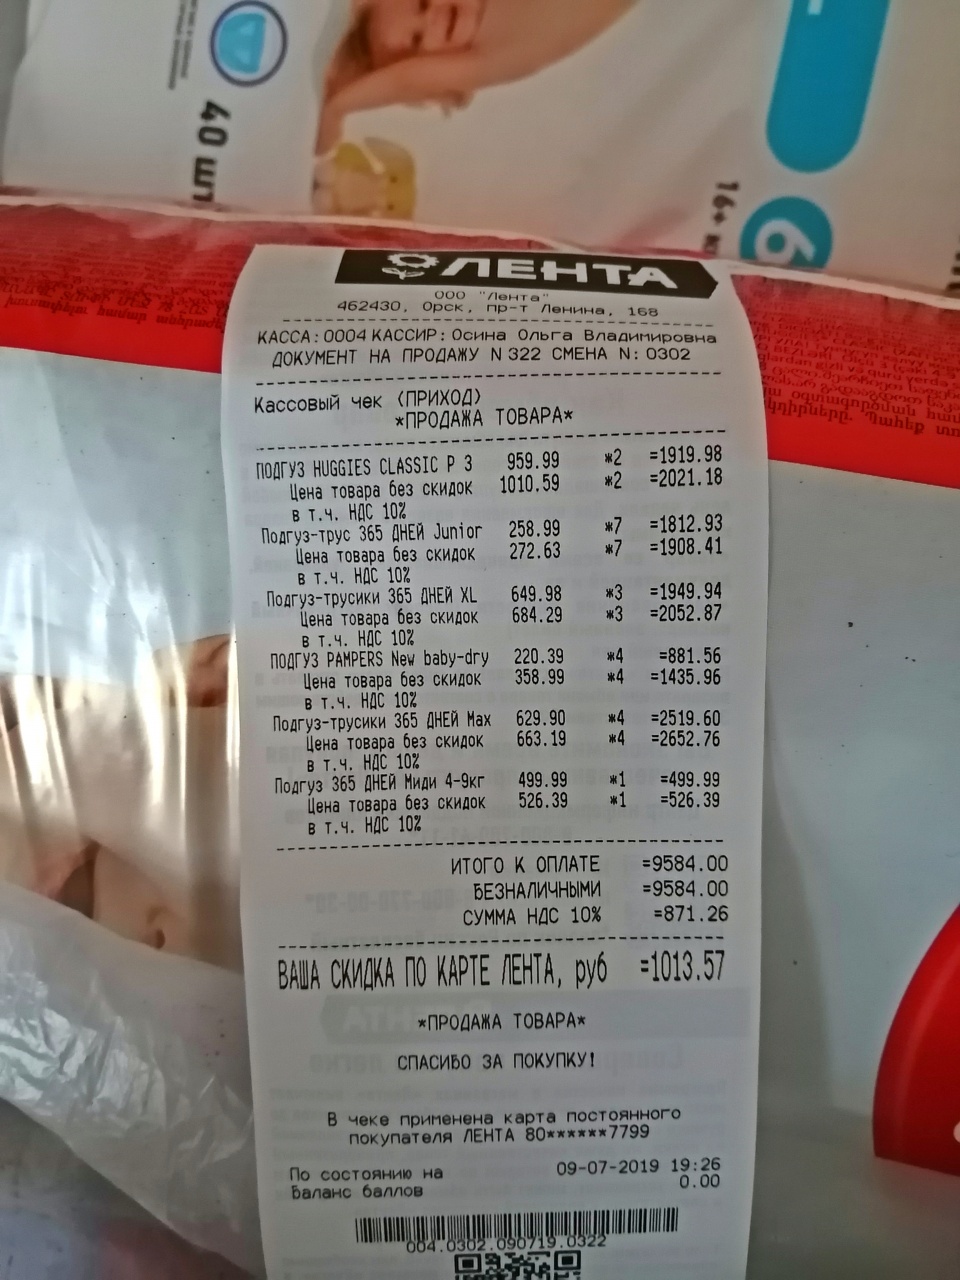 40 шт
16+ кг
6
ЛЕНТА
ООО "Лента"
462430, Орск, пр-т Ленина, 168
КАССА:0004 КАССИР: Осина Ольга Владимировна
ДОКУМЕНТ НА ПРОДАЖУ N 322 СМЕНА N: 0302
Кассовый чек (ПРИХОД)
*ПРОДАЖА ТОВАРА*
ПОДГУЗ HUGGIES CLASSIC P 3 959.99 *2 =1919.98
Цена товара без скидок 1010.59 *2 =2021.18
в т.ч. НДС 10%
Подгуз-трус 365 ДНЕЙ Junior 258.99 *7 =1812.93
Цена товара без скидок 272.63 *7 =1908.41
в т.ч. НДС 10%
Подгуз-трусики 365 ДНЕЙ XL 649.98 *3 =1949.94
Цена товара без скидок 684.29 *3 =2052.87
в т.ч. НДС 10%
ПОДГУЗ PAMPERS New baby-dry 220.39 *4 =881.56
Цена товара без скидок 358.99 *4 =1435.96
в т.ч. НДС 10%
Подгуз-трусики 365 ДНЕЙ Max 629.90 *4 =2519.60
Цена товара без скидок 663.19 *4 =2652.76
в т.ч. НДС 10%
Подгуз 365 ДНЕЙ Миди 4-9кг 499.99 *1 =499.99
Цена товара без скидок 526.39 *1 =526.39
в т.ч. НДС 10%
ИТОГО К ОПЛАТЕ =9584.00
БЕЗНАЛИЧНЫМИ =9584.00
СУММА НДС 10% =871.26
ВАША СКИДКА ПО КАРТЕ ЛЕНТА, руб =1013.57
*ПРОДАЖА ТОВАРА*
СПАСИБО ЗА ПОКУПКУ!
В чеке применена карта постоянного
покупателя ЛЕНТА 80******7799
По состоянию на 09-07-2019 19:26
Баланс баллов 0.00
004.0302.090719.0322